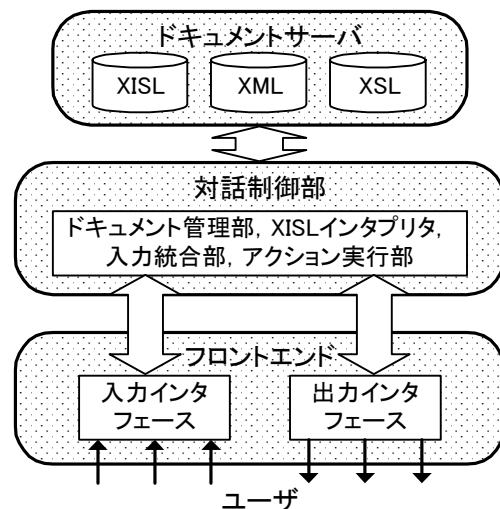 ドキュメントサーバ
XISL XML XSL
対話制御部
ドキュメント管理部, XISLインタプリタ,
入力統合部, アクション実行部
フロントエンド
入力インタ
フェース
出力インタ
フェース
ユーザ